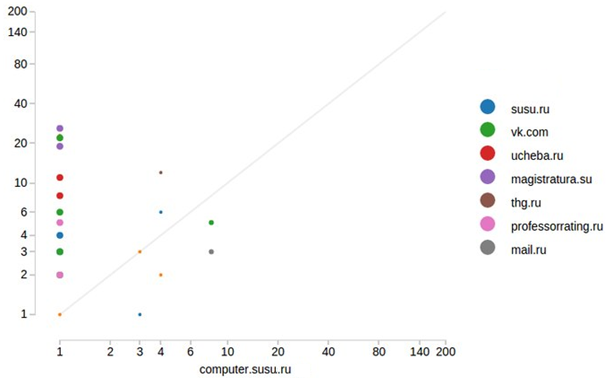 200
140
80
40
20
10
6
4
3
2
1
1 2 3 4 6 10 20 40 80 140 200
computer.susu.ru
susu.ru
vk.com
ucheba.ru
magistratura.su
thg.ru
professorrating.ru
mail.ru